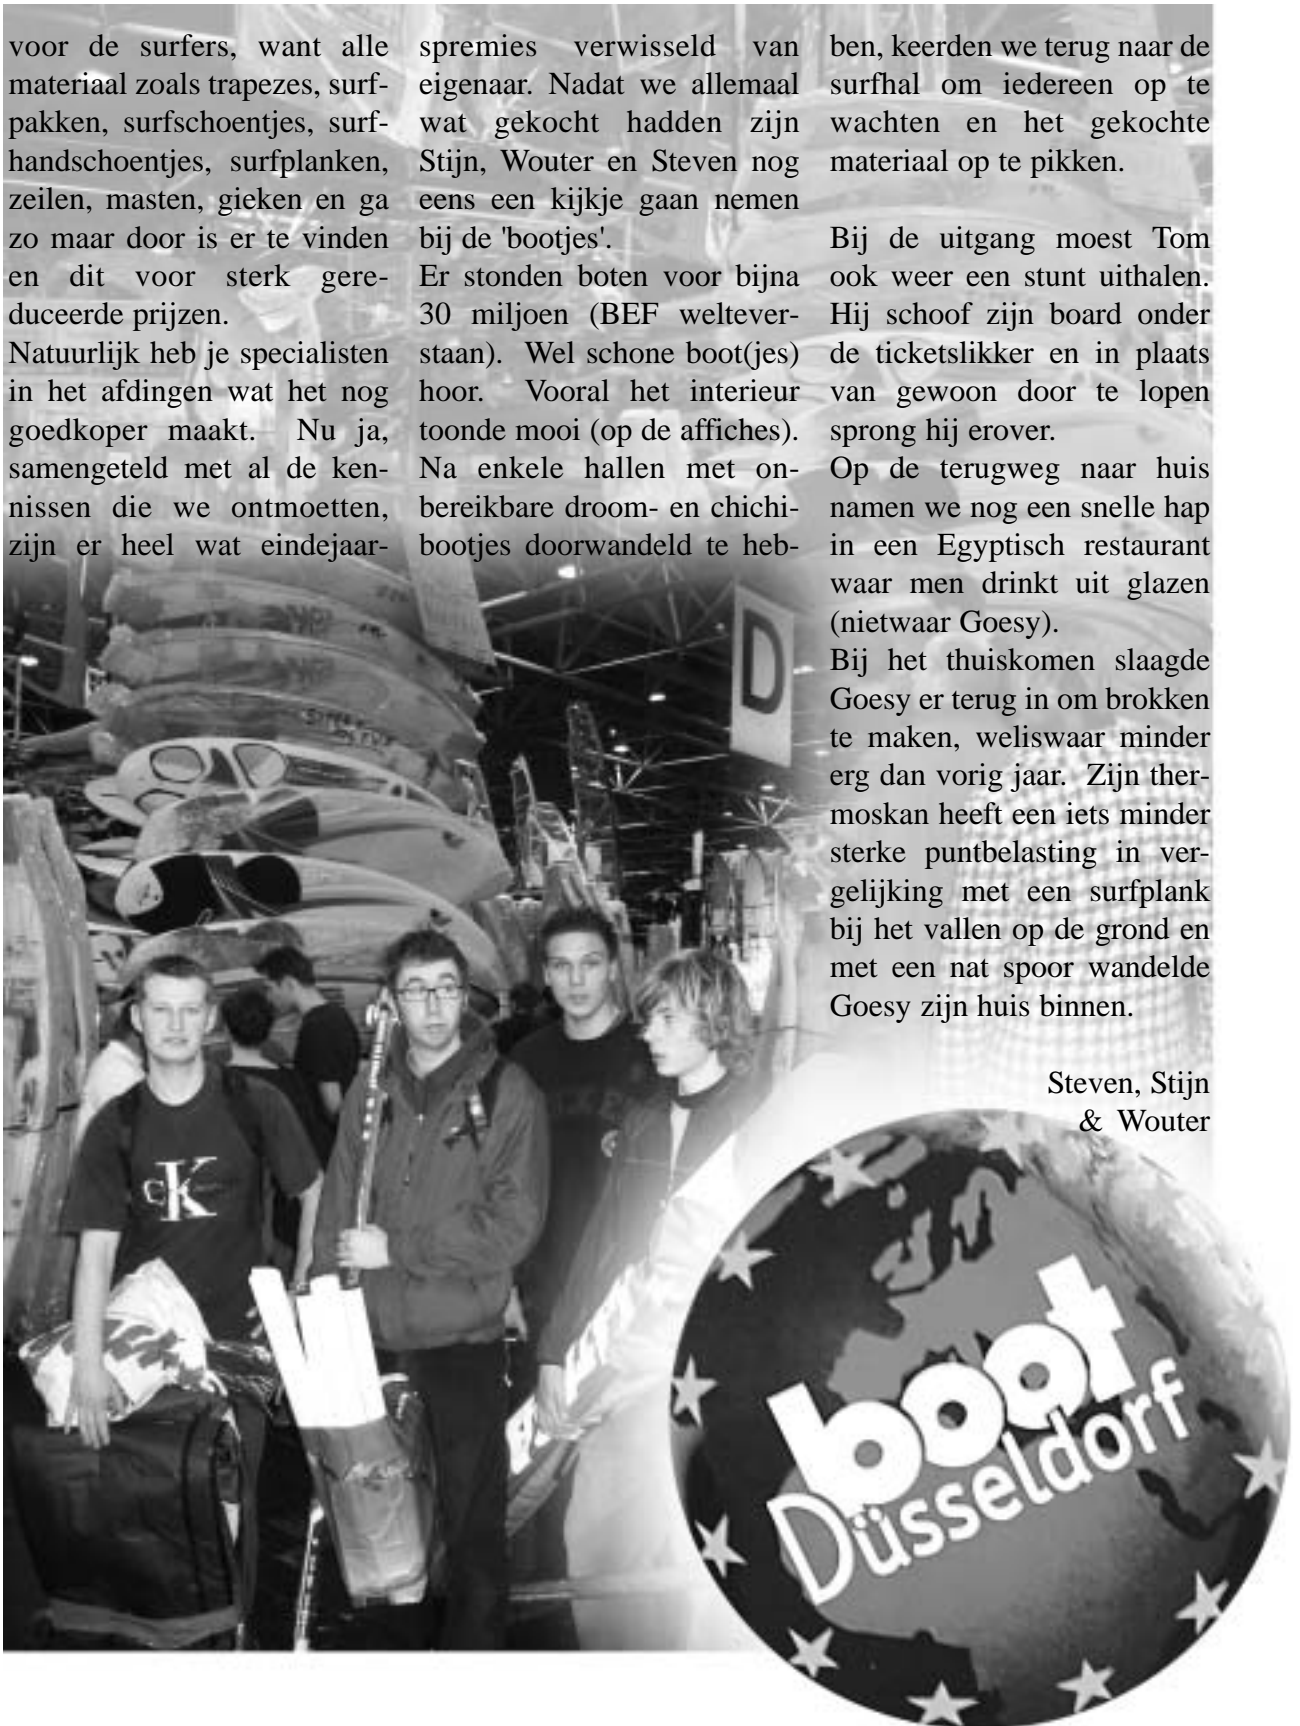 voor de surfers, want alle
materiaal zoals trapezes, surf-
pakken, surfschoentjes, surf-
handschoentjes, surfplanken,
zeilen, masten, gieken en ga
zo maar door is er te vinden
en dit voor sterk gere-
duceerde prijzen.
Natuurlijk heb je specialisten
in het afdingen wat het nog
goedkoper maakt. Nu ja,
samengeteld met al de ken-
nissen die we ontmoetten,
zijn er heel wat eindejaar-
spremies verwisseld van
eigenaar. Nadat we allemaal
wat gekocht hadden zijn
Stijn, Wouter en Steven nog
eens een kijkje gaan nemen
bij de 'bootjes'.
Er stonden boten voor bijna
30 miljoen (BEF weltever-
staan). Wel schone boot(jes)
hoor. Vooral het interieur
toonde mooi (op de affiches).
Na enkele hallen met on-
bereikbare droom- en chichi-
bootjes doorwandeld te heb-
ben, keerden we terug naar de
surfhal om iedereen op te
wachten en het gekochte
materiaal op te pikken.
Bij de uitgang moest Tom
ook weer een stunt uithalen.
Hij schoof zijn board onder
de ticketslikker en in plaats
van gewoon door te lopen
sprong hij erover.
Op de terugweg naar huis
namen we nog een snelle hap
in een Egyptisch restaurant
waar men drinkt uit glazen
(nietwaar Goesy).
Bij het thuiskomen slaagde
Goesy er terug in om brokken
te maken, weliswaar minder
erg dan vorig jaar. Zijn ther-
moskan heeft een iets minder
sterke puntbelasting in ver-
gelijking met een surfplank
bij het vallen op de grond en
met een nat spoor wandelde
Goesy zijn huis binnen.
Steven, Stijn
& Wouter
D
cK
boot
Düsseldorf